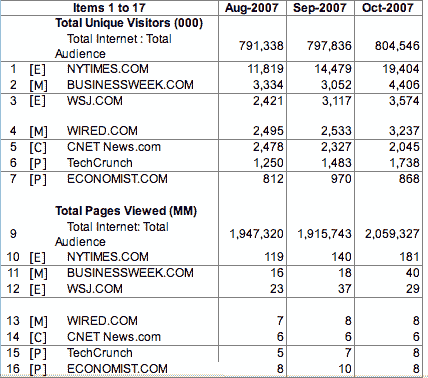 Items 1 to 17 Aug-2007 Sep-2007 Oct-2007
Total Unique Visitors (000)
Total Internet : Total
Audience 791,338 797,836 804,546
1 [E] NYTIMES.COM 11,819 14,479 19,404
2 [M] BUSINESSWEEK.COM 3,334 3,052 4,406
3 [E] WSJ.COM 2,421 3,117 3,574
4 [M] WIRED.COM 2,495 2,533 3,237
5 [C] CNET News.com 2,478 2,327 2,045
6 [P] TechCrunch 1,250 1,483 1,738
7 [P] ECONOMIST.COM 812 970 868
Total Pages Viewed (MM)
9 Total Internet: Total
Audience 1,947,320 1,915,743 2,059,327
10 [E] NYTIMES.COM 119 140 181
11 [M] BUSINESSWEEK.COM 16 18 40
12 [E] WSJ.COM 23 37 29
13 [M] WIRED.COM 7 8 8
14 [C] CNET News.com 6 6 6
15 [P] TechCrunch 5 7 8
16 [P] ECONOMIST.COM 8 10 8